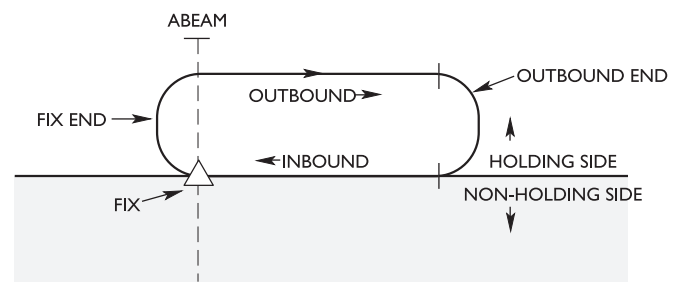 ABEAM
OUTBOUND END
OUTBOUND
FIX END
INBOUND
HOLDING SIDE
NON-HOLDING SIDE
FIX